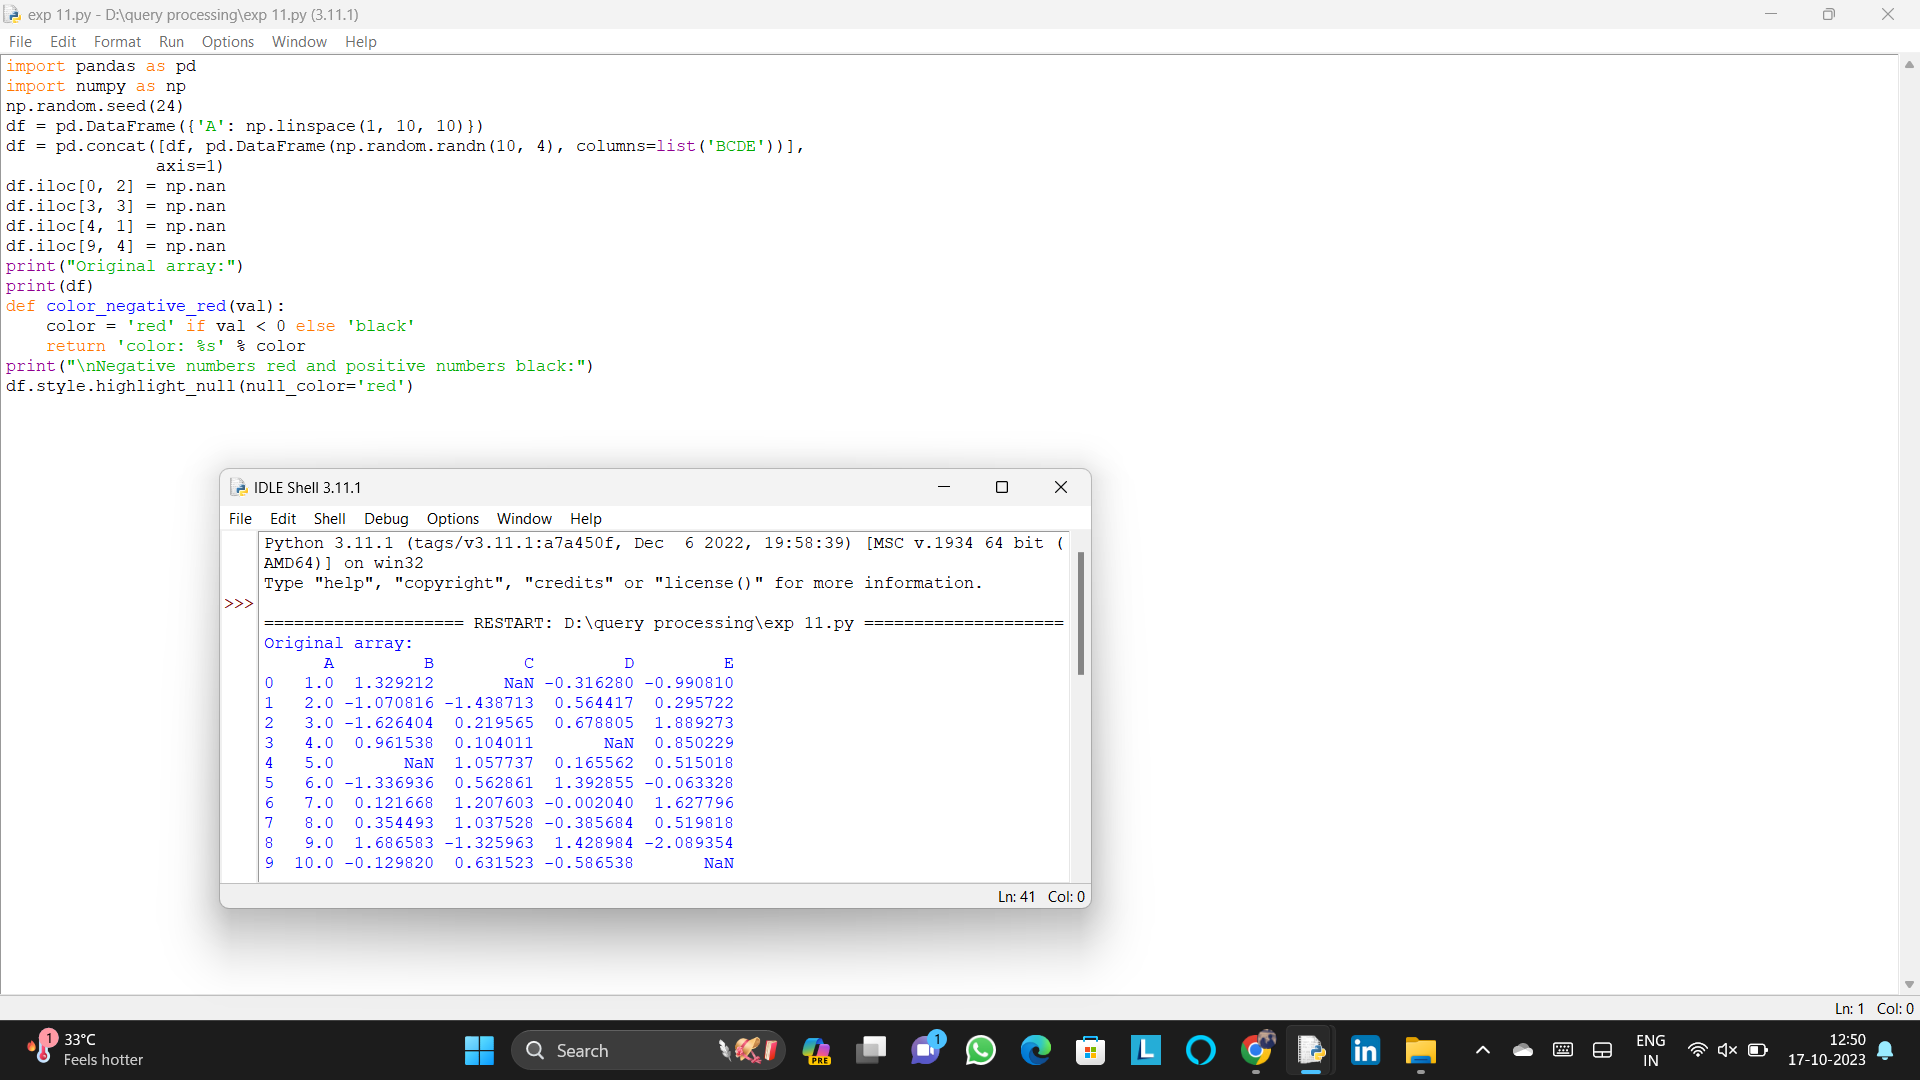 exp 11.py - D:\query processing\exp 11.py (3.11.1)
File Edit Format Run Options Window Help
import pandas as pd
import numpy as np
np.random.seed(24)
df = pd.DataFrame({'A': np.linspace(1, 10, 10)})
df = pd.concat([df, pd.DataFrame(np.random.randn(10, 4), columns=list('BCDE'))],
               axis=1)
df.iloc[0, 2] = np.nan
df.iloc[3, 3] = np.nan
df.iloc[4, 1] = np.nan
df.iloc[9, 4] = np.nan
print("Original array:")
print(df)
def color_negative_red(val):
    color = 'red' if val < 0 else 'black'
    return 'color: %s' % color
print("\nNegative numbers red and positive numbers black:")
df.style.highlight_null(null_color='red')
IDLE Shell 3.11.1
File Edit Shell Debug Options Window Help
Python 3.11.1 (tags/v3.11.1:a7a450f, Dec  6 2022, 19:58:39) [MSC v.1934 64 bit (
AMD64)] on win32
Type "help", "copyright", "credits" or "license()" for more information.
>>>
==================== RESTART: D:\query processing\exp 11.py ====================
Original array:
      A         B         C         D         E
0   1.0  1.329212       NaN -0.316280 -0.990810
1   2.0 -1.070816 -1.438713  0.564417  0.295722
2   3.0 -1.626404  0.219565  0.678805  1.889273
3   4.0  0.961538  0.104011       NaN  0.850229
4   5.0       NaN  1.057737  0.165562  0.515018
5   6.0 -1.336936  0.562861  1.392855 -0.063328
6   7.0  0.121668  1.207603 -0.002040  1.627796
7   8.0  0.354493  1.037528 -0.385684  0.519818
8   9.0  1.686583 -1.325963  1.428984 -2.089354
9  10.0 -0.129820  0.631523 -0.586538       NaN
Ln: 41 Col: 0
Ln: 1 Col: 0
1
33°C
Feels hotter
Search
PRE
1
L
in
ENG
IN
12:50
17-10-2023